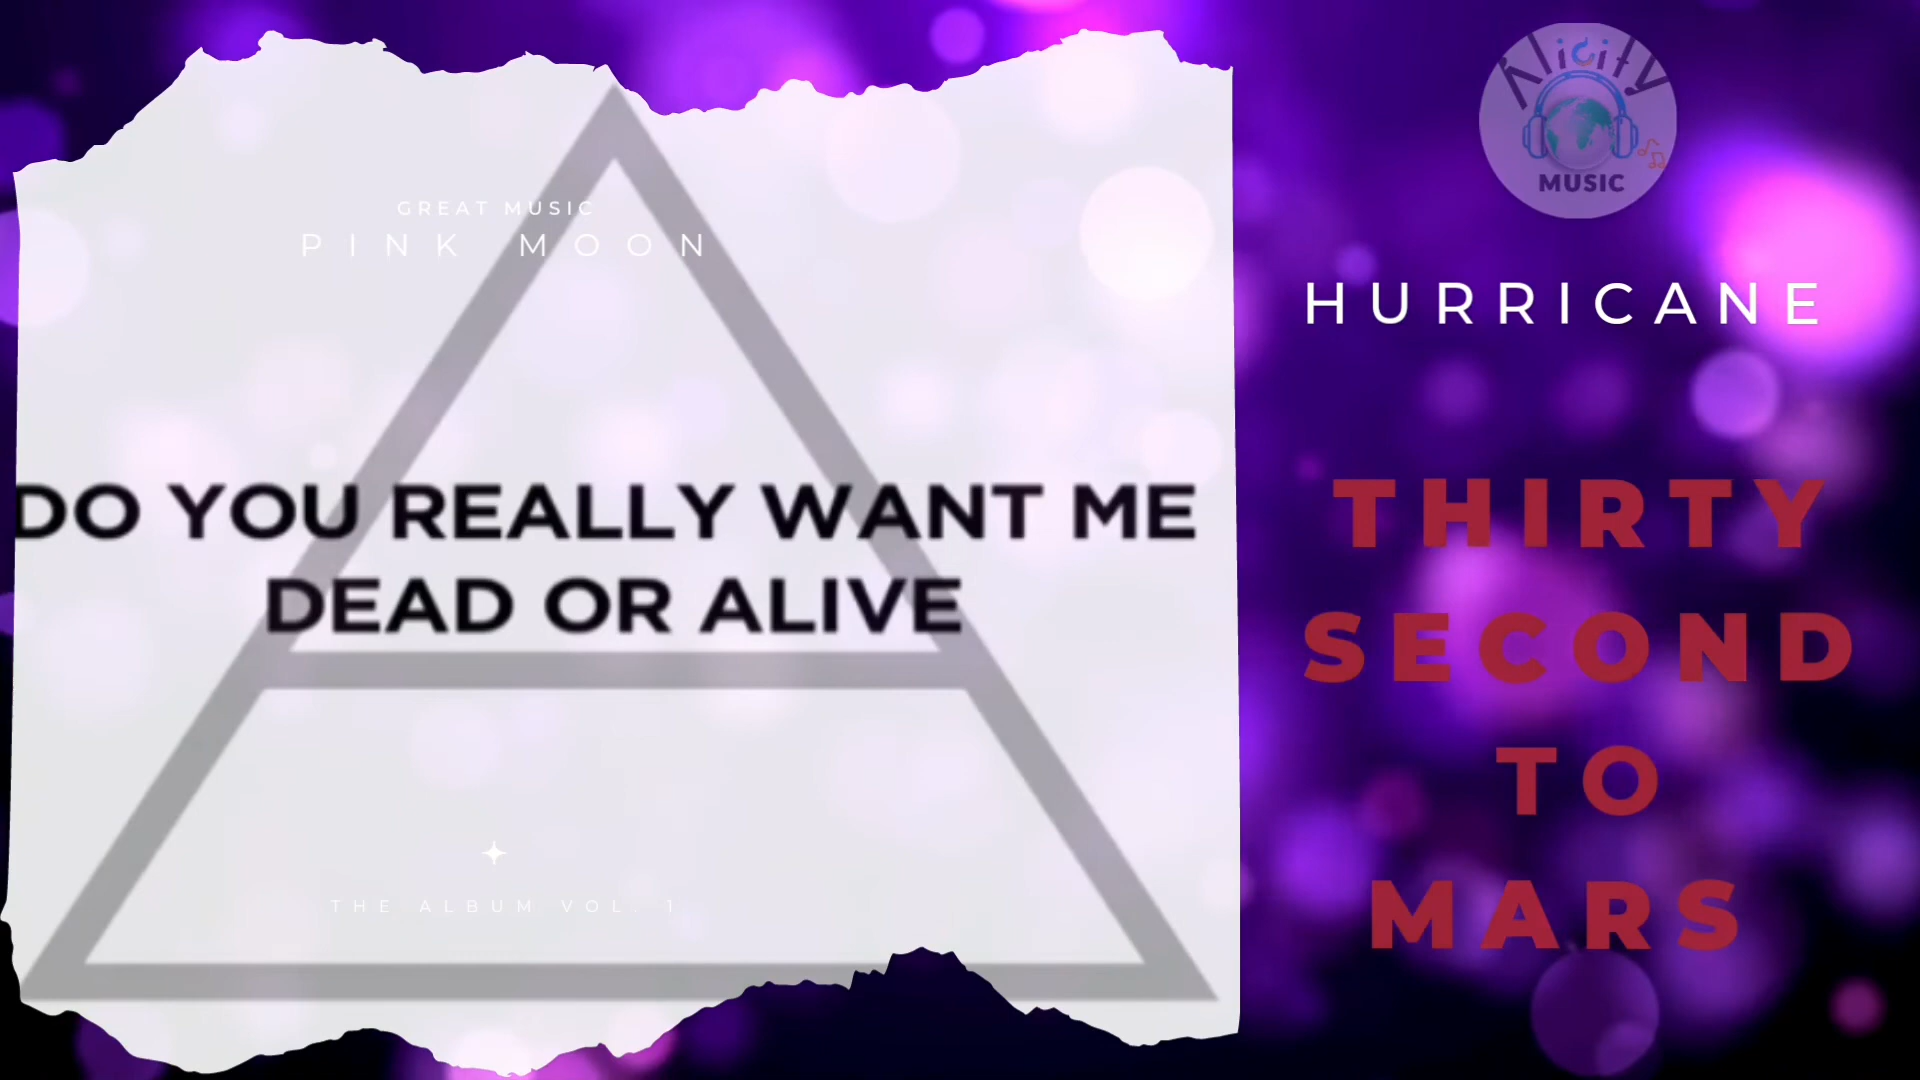 GREAT MUSIC
PINK MOON
DO YOU REALLY WANT ME
DEAD OR ALIVE
THE ALBUM VOL. 1
Alicity
MUSIC
HURRICANE
THIRTY
SECOND
TO
MARS